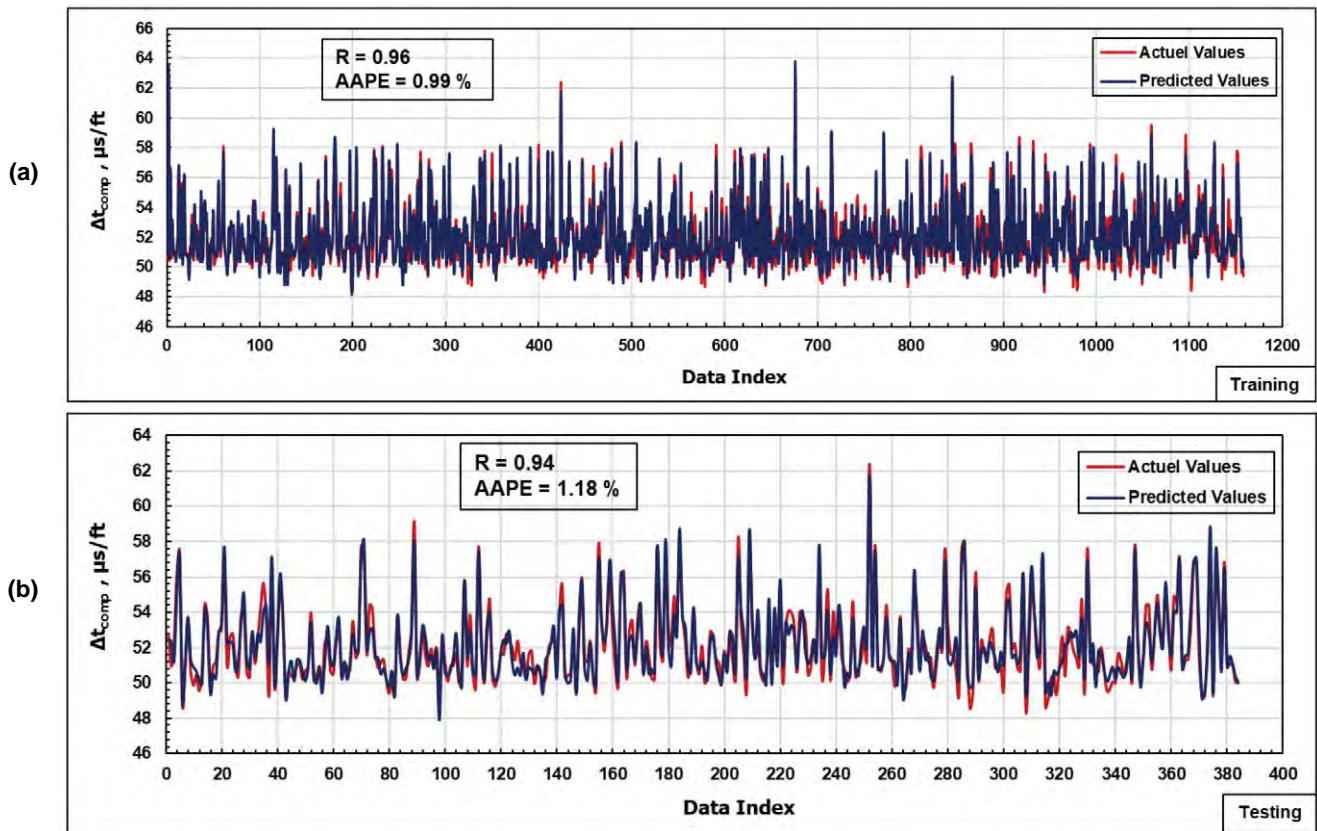 (a)
Δt comp , µs/ft
66
64
62
60
58
56
54
52
50
48
46
R = 0.96
AAPE = 0.99 %
Actuel Values
Predicted Values
0 100 200 300 400 500 600 700 800 900 1000 1100 1200
Data Index
Training
(b)
Δt comp , µs/ft
64
62
60
58
56
54
52
50
48
46
R = 0.94
AAPE = 1.18 %
Actuel Values
Predicted Values
0 20 40 60 80 100 120 140 160 180 200 220 240 260 280 300 320 340 360 380 400
Data Index
Testing